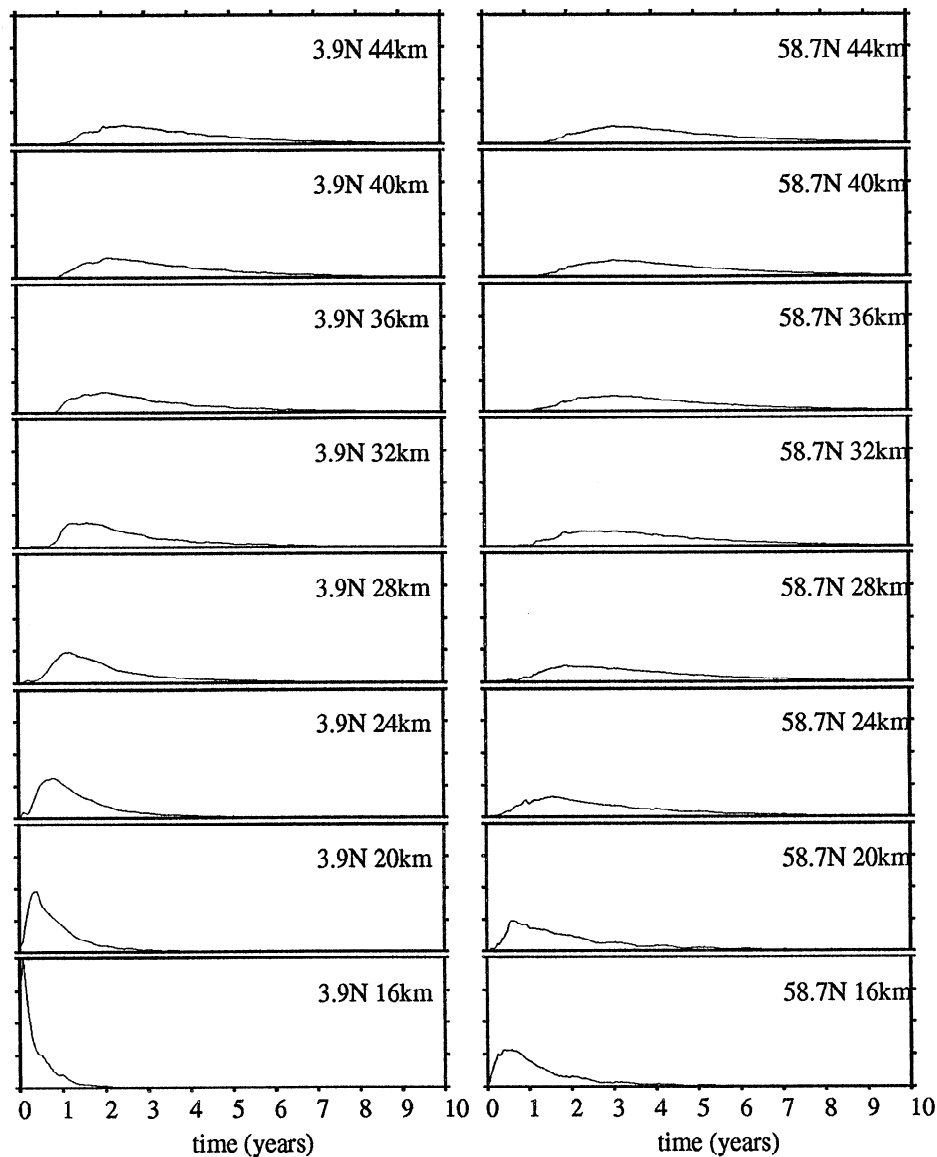 3.9N 44km
58.7N 44km
3.9N 40km
58.7N 40km
3.9N 36km
58.7N 36km
3.9N 32km
58.7N 32km
3.9N 28km
58.7N 28km
3.9N 24km
58.7N 24km
3.9N 20km
58.7N 20km
3.9N 16km
58.7N 16km
0 1 2 3 4 5 6 7 8 9 10
0 1 2 3 4 5 6 7 8 9 10
time (years)
time (years)